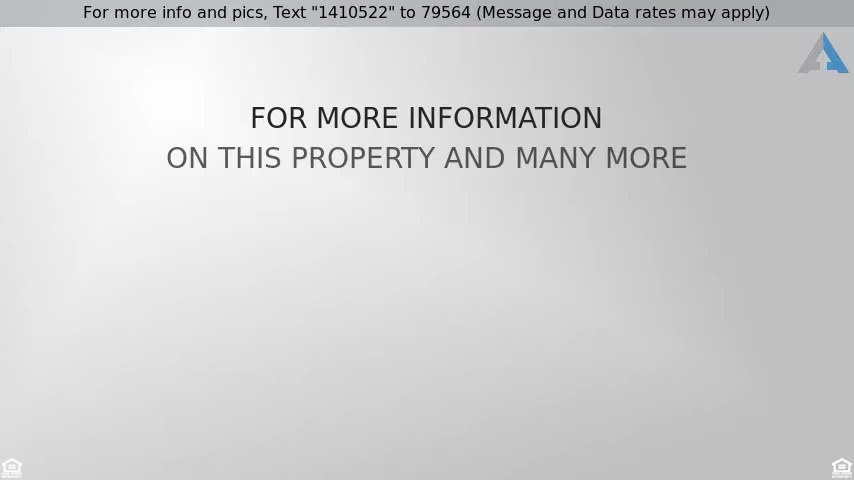 For more info and pics, Text "1410522" to 79564 (Message and Data rates may apply)
FOR MORE INFORMATION
ON THIS PROPERTY AND MANY MORE